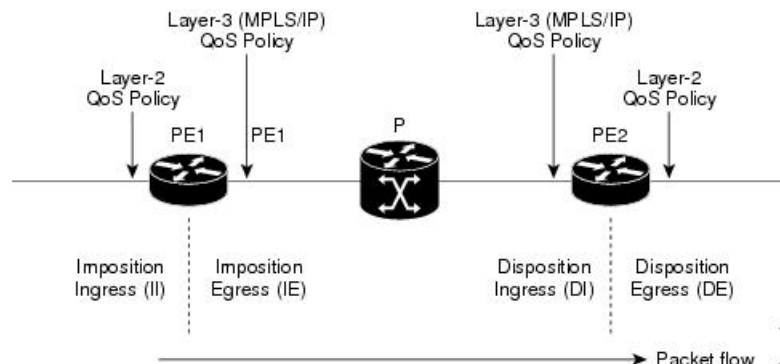 Layer-3 (MPLS/IP)
QoS Policy
Layer-3 (MPLS/IP)
QoS Policy
Layer-2
QoS Policy
Layer-2
QoS Policy
PE1
PE1
P
PE2
Imposition
Ingress (II)
Imposition
Egress (IE)
Disposition
Ingress (DI)
Disposition
Egress (DE)
Packet flow